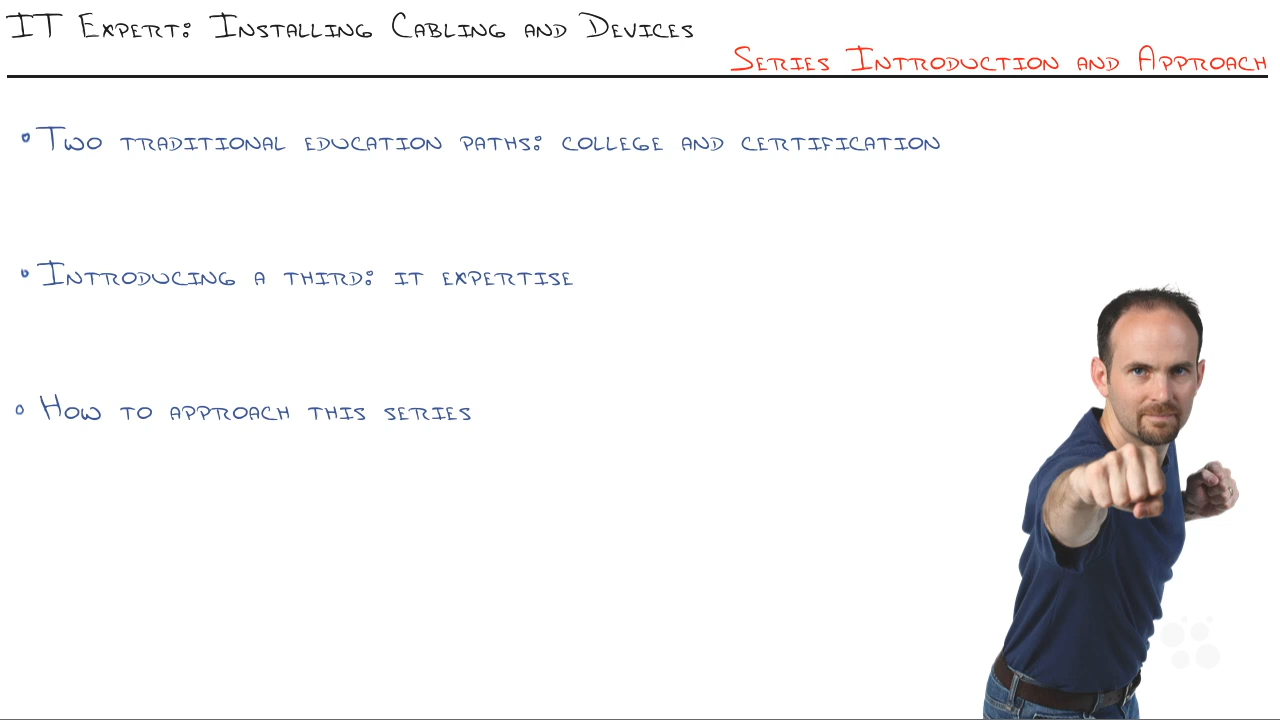 IT Expert: Installing Cabling and Devices
Series Introduction and Approach
• Two traditional education paths: college and certification
• Introducing a third: it expertise
• How to approach this series